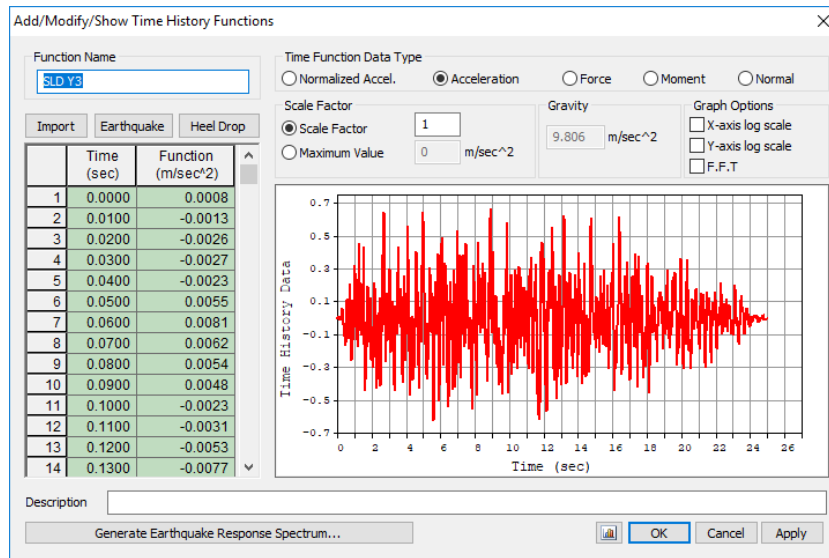 Add/Modify/Show Time History Functions
Function Name
SLD Y3
Import Earthquake Heel Drop
Time (sec) Function (m/sec^2)
1 0.0000 0.0008
2 0.0100 -0.0013
3 0.0200 -0.0026
4 0.0300 -0.0027
5 0.0400 -0.0023
6 0.0500 0.0055
7 0.0600 0.0081
8 0.0700 0.0062
9 0.0800 0.0054
10 0.0900 0.0048
11 0.1000 -0.0023
12 0.1100 -0.0031
13 0.1200 -0.0053
14 0.1300 -0.0077
Time Function Data Type
Normalized Accel. Acceleration Force Moment Normal
Scale Factor
Scale Factor 1
Maximum Value 0 m/sec^2
Gravity
9.806 m/sec^2
Graph Options
X-axis log scale
Y-axis log scale
F.F.T
Time History Data
0.7
0.5
0.3
0.1
-0.1
-0.3
-0.5
-0.7
0 2 4 6 8 10 12 14 16 18 20 22 24 26
Time (sec)
Description
Generate Earthquake Response Spectrum... OK Cancel Apply